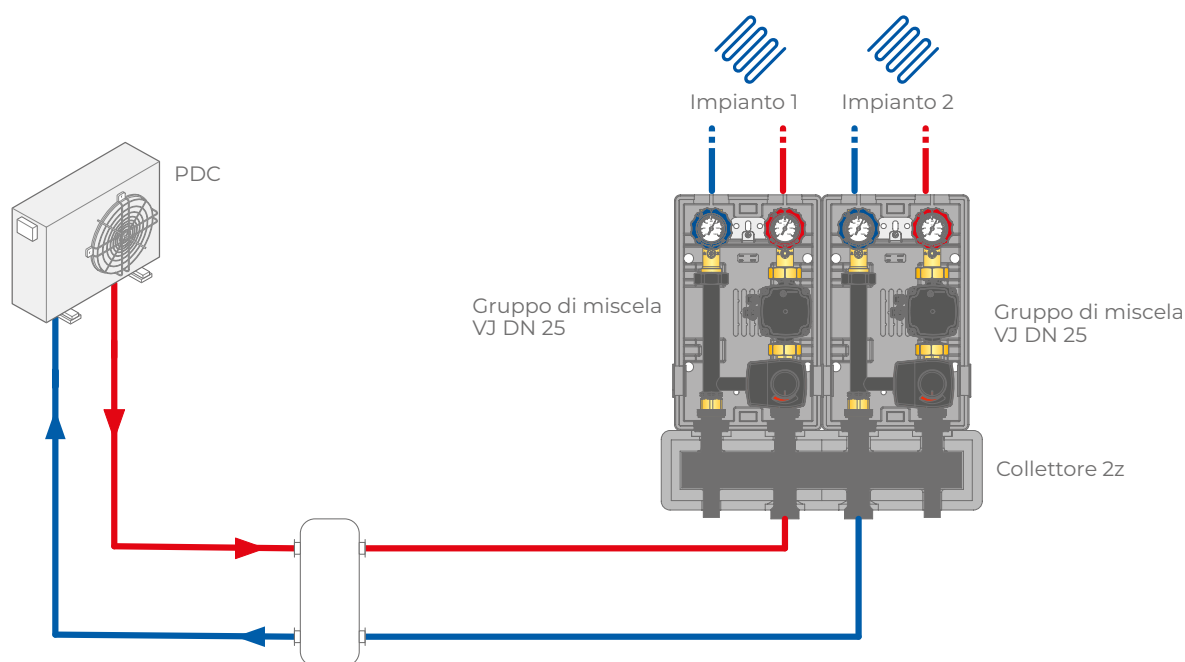 Impianto 1
Impianto 2
PDC
Gruppo di miscela
VJ DN 25
Gruppo di miscela
VJ DN 25
Collettore 2z